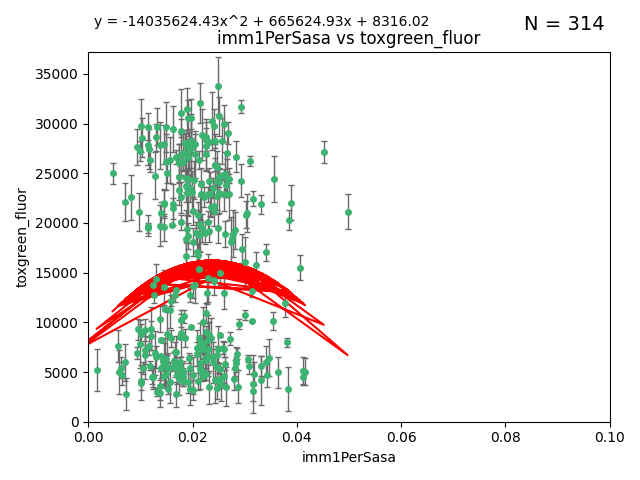 y = -14035624.43x^2 + 665624.93x + 8316.02
N = 314
imm1PerSasa vs toxgreen_fluor
35000
30000
25000
20000
15000
10000
5000
0
toxgreen_fluor
0.00 0.02 0.04 0.06 0.08 0.10
imm1PerSasa